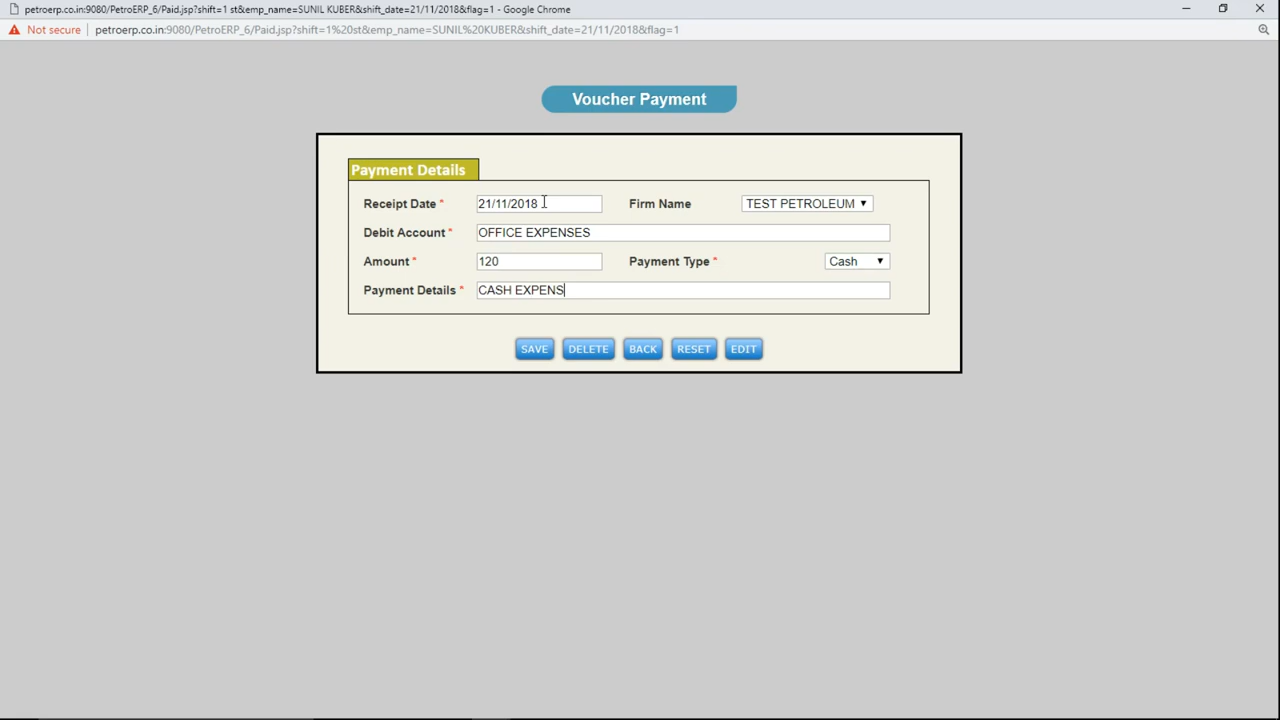 petroerp.co.in:9080/PetroERP_6/Paid.jsp?shift=1 st&emp_name=SUNIL KUBER&shift_date=21/11/2018&flag=1 - Google Chrome
Not secure petroerp.co.in:9080/PetroERP_6/Paid.jsp?shift=1%20st&emp_name=SUNIL%20KUBER&shift_date=21/11/2018&flag=1
Voucher Payment
Payment Details
Receipt Date * 21/11/2018 Firm Name TEST PETROLEUM
Debit Account * OFFICE EXPENSES
Amount * 120 Payment Type * Cash
Payment Details * CASH EXPENS
SAVE DELETE BACK RESET EDIT